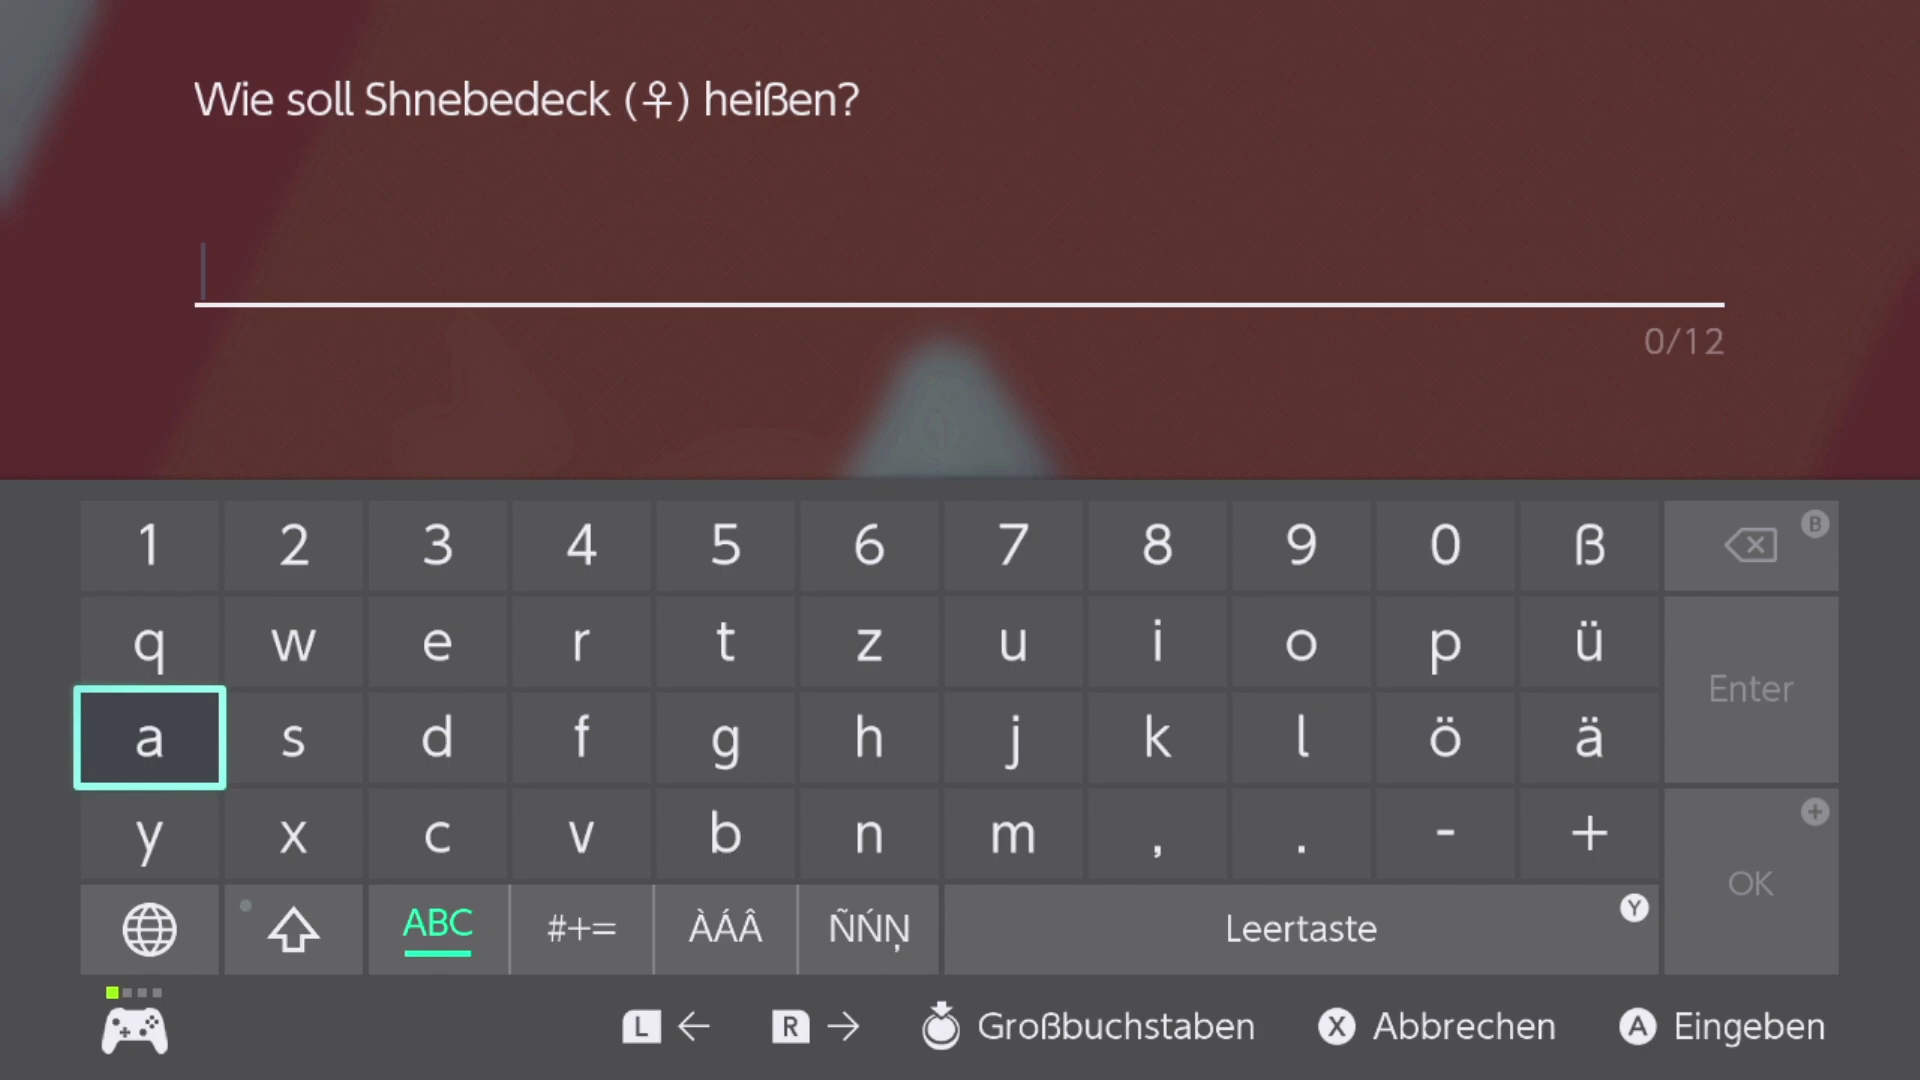 Wie soll Shnebedeck (♀) heißen?
0/12
1 2 3 4 5 6 7 8 9 0 ß B
q w e r t z u i o p ü
Enter
a s d f g h j k l ö ä
y x c v b n m , . - +
OK
ABC #+= ÀÁÂ ÑŃŅ Leertaste Y
L ← R → Großbuchstaben X Abbrechen A Eingeben